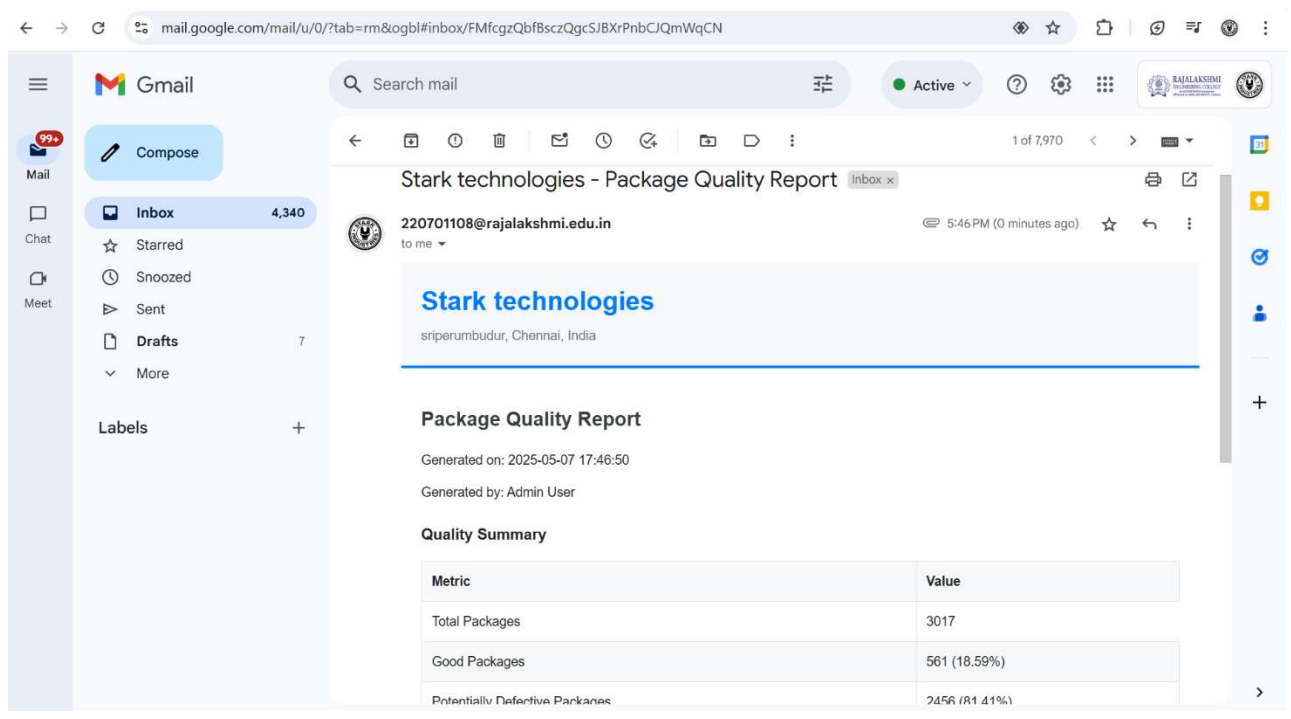 mail.google.com/mail/u/0/?tab=rm&ogbl#inbox/FMfcgzQbfBsczQgcSJBXrPnbCJQmWqCN
Gmail
Search mail
Active
RAJALAKSHMI
ENGINEERING COLLEGE
99+
Mail
Chat
Meet
Compose
Inbox 4,340
Starred
Snoozed
Sent
Drafts 7
More
Labels
1 of 7,970
31
Stark technologies - Package Quality Report Inbox x
220701108@rajalakshmi.edu.in 5:46 PM (0 minutes ago)
to me
Stark technologies
sriperumbudur, Chennai, India
Package Quality Report
Generated on: 2025-05-07 17:46:50
Generated by: Admin User
Quality Summary
Metric Value
Total Packages 3017
Good Packages 561 (18.59%)
Potentially Defective Packages 2456 (81.41%)